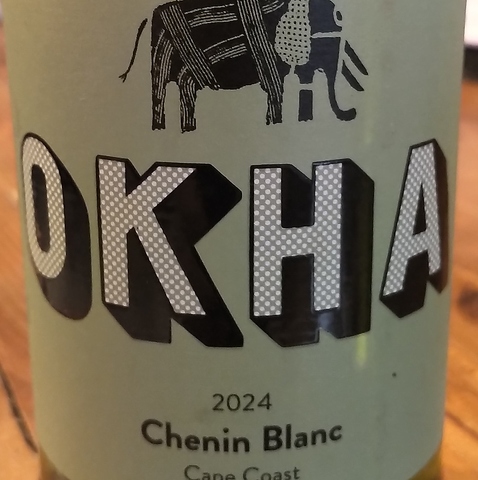 OKHA
2024
Chenin Blanc
Cape Coast